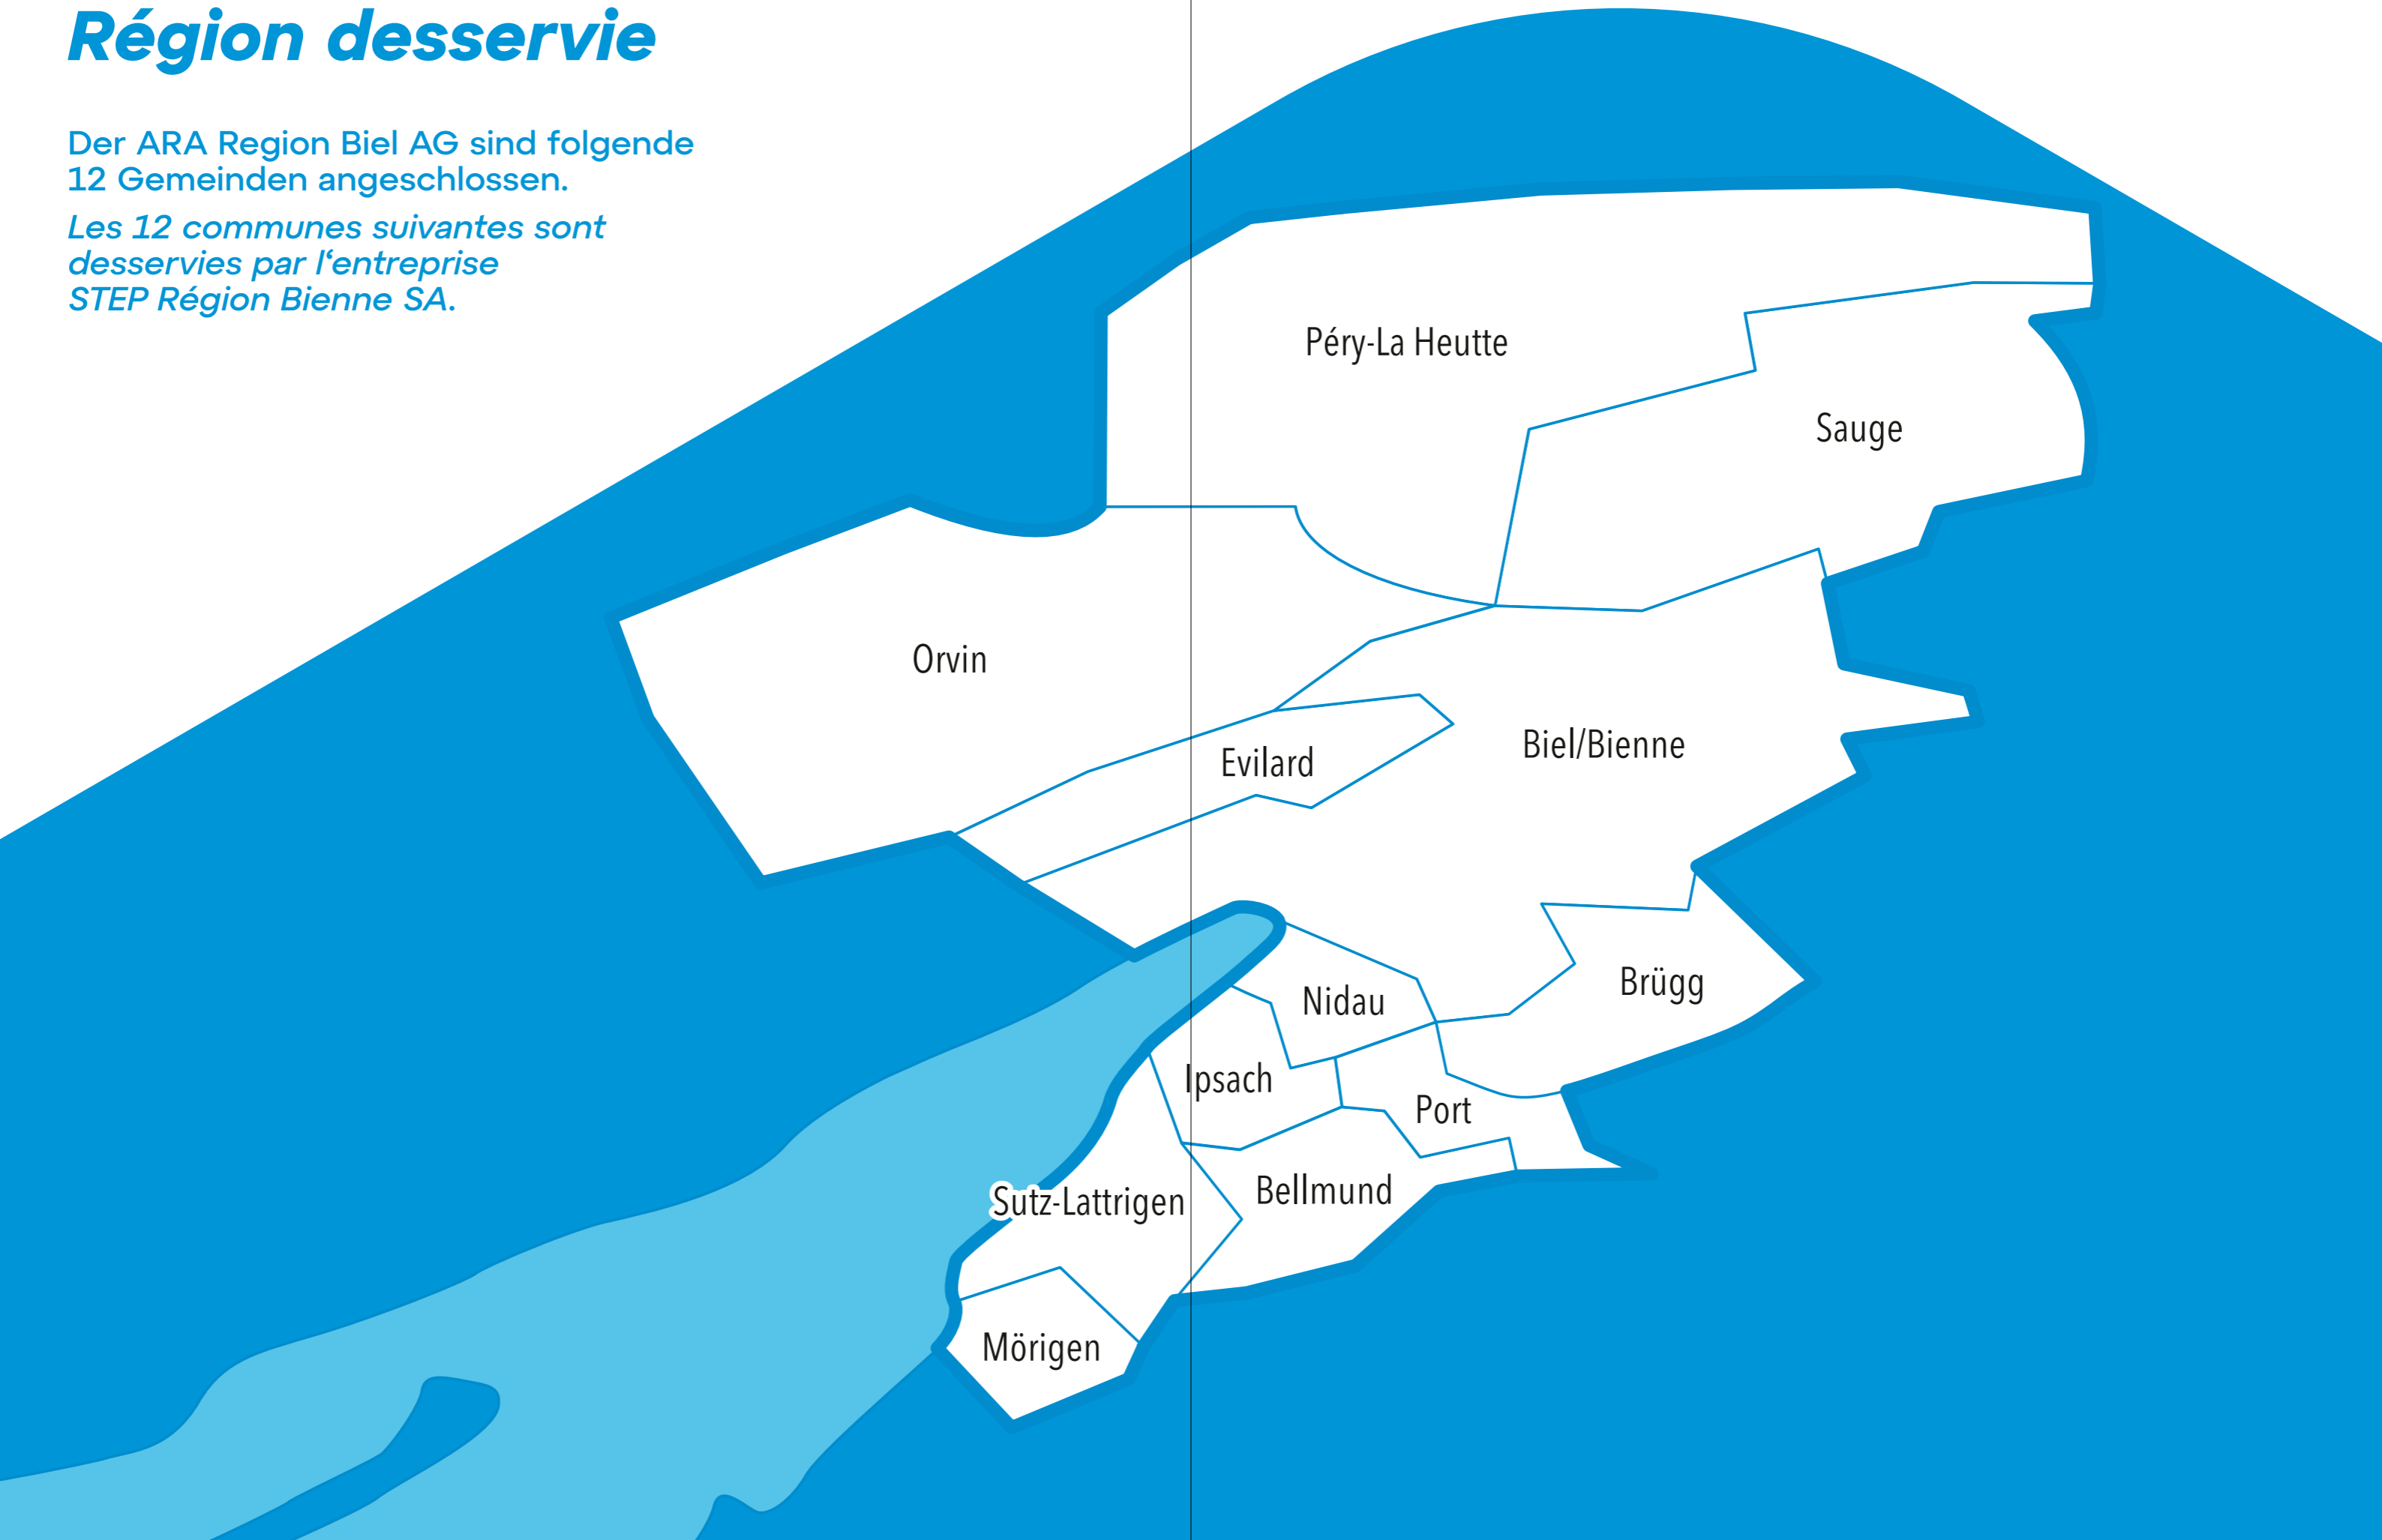 Région desservie
Der ARA Region Biel AG sind folgende
12 Gemeinden angeschlossen.
Les 12 communes suivantes sont
desservies par l‘entreprise
STEP Région Bienne SA.
Péry-La Heutte
Sauge
Orvin
Biel/Bienne
Evilard
Brügg
Nidau
Ipsach
Port
Bellmund
Sutz-Lattrigen
Mörigen